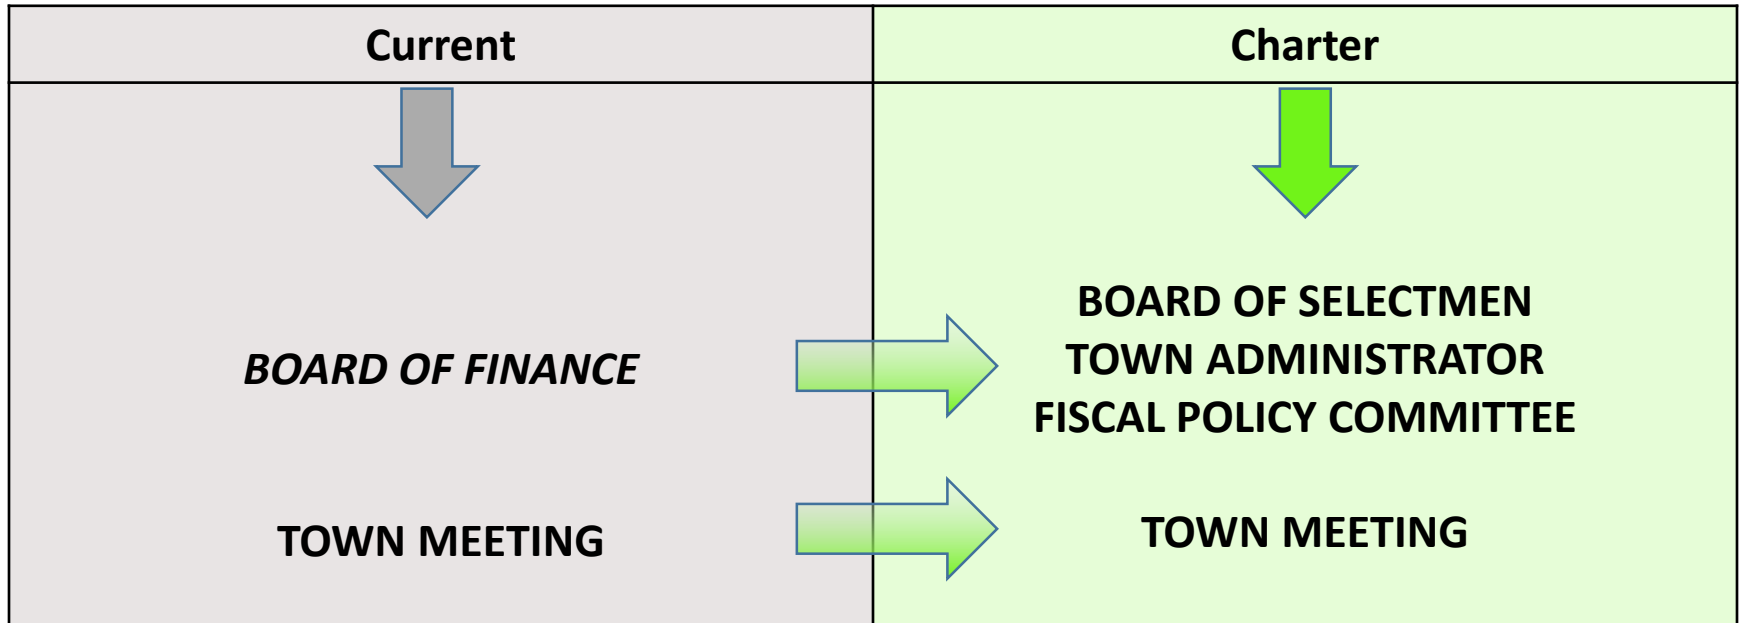 Current
Charter
BOARD OF FINANCE
BOARD OF SELECTMEN
TOWN ADMINISTRATOR
FISCAL POLICY COMMITTEE
TOWN MEETING
TOWN MEETING